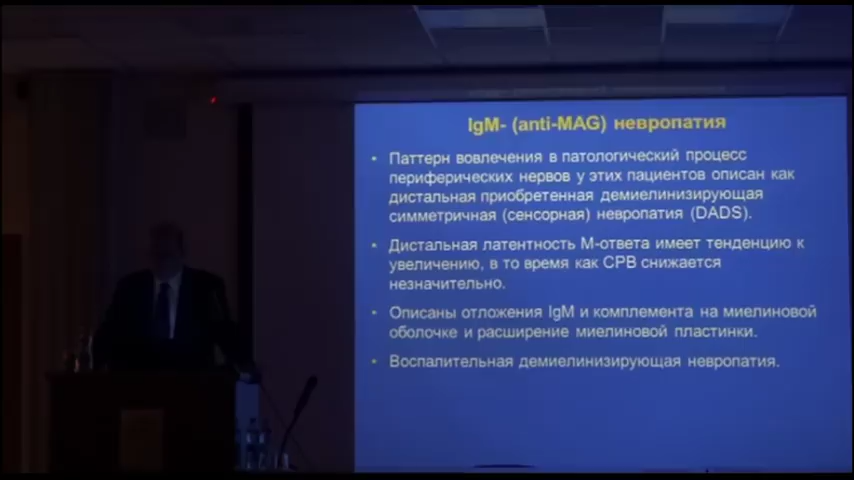 IgM- (anti-MAG) невропатия
• Паттерн вовлечения в патологический процесс
периферических нервов у этих пациентов описан как
дистальная приобретенная демиелинизирующая
симметричная (сенсорная) невропатия (DADS).
• Дистальная латентность М-ответа имеет тенденцию к
увеличению, в то время как СРВ снижается
незначительно.
• Описаны отложения IgM и комплемента на миелиновой
оболочке и расширение миелиновой пластинки.
• Воспалительная демиелинизирующая невропатия.